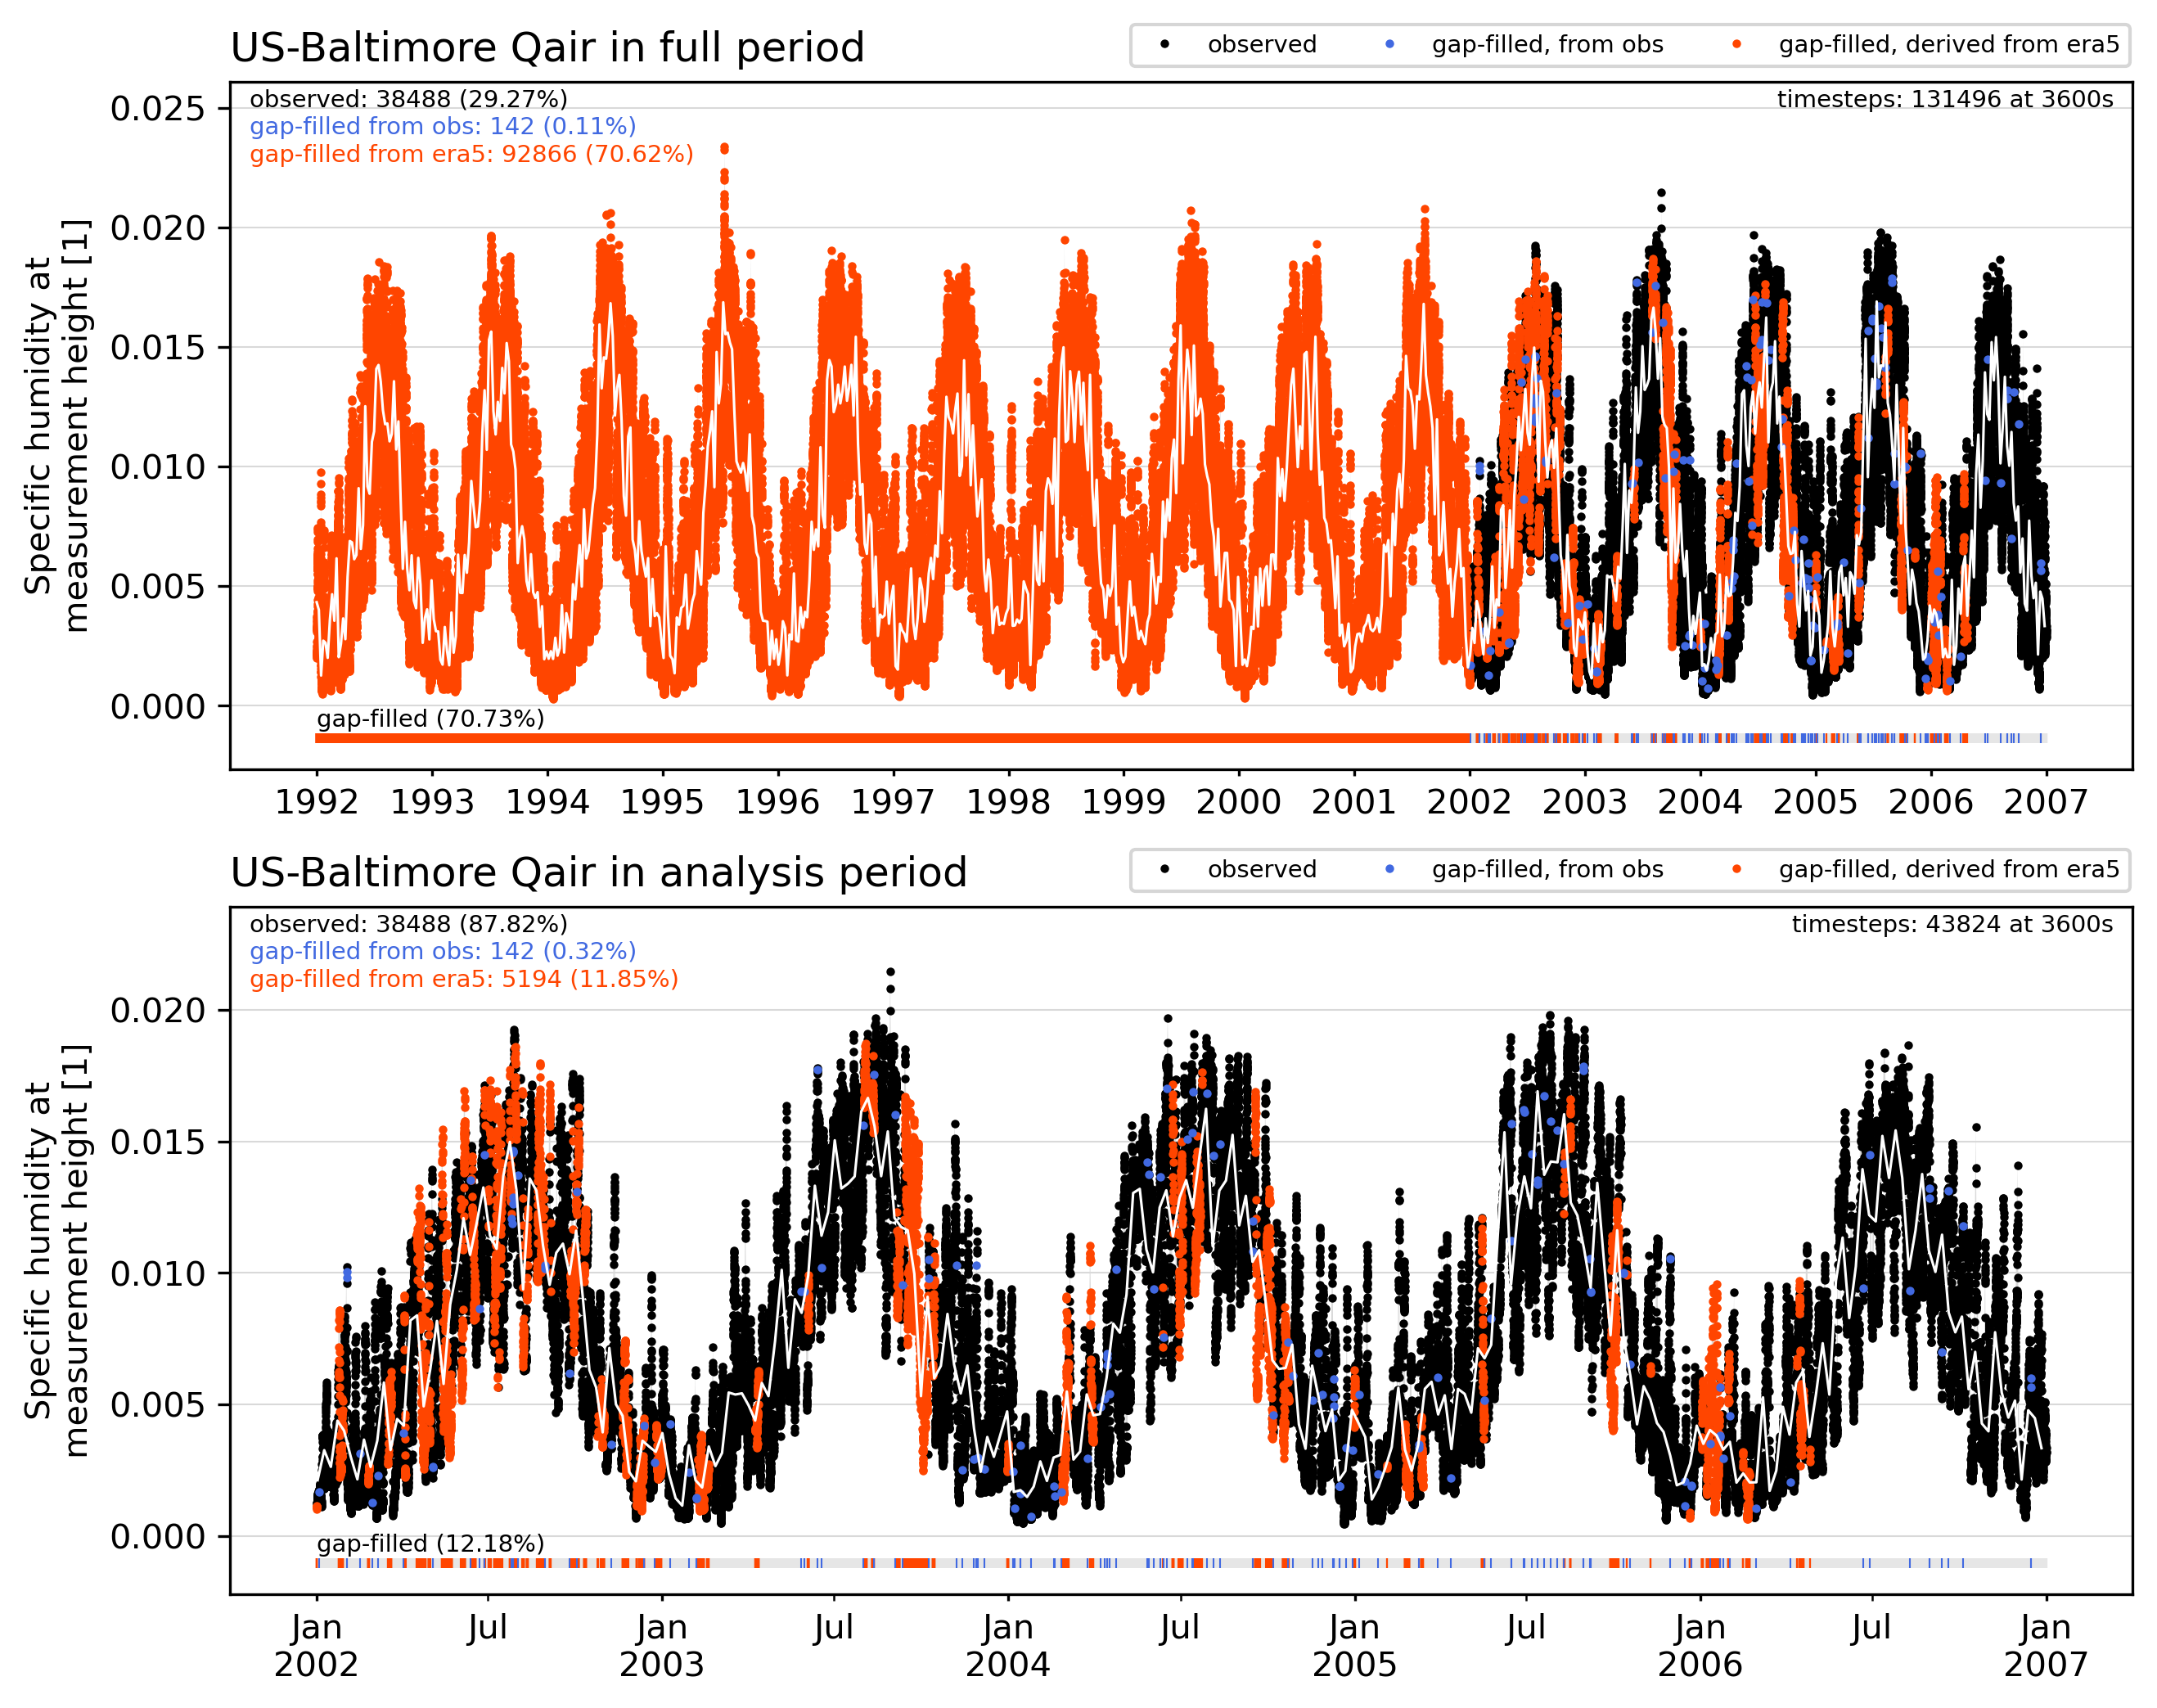 US-Baltimore Qair in full period
observed gap-filled, from obs gap-filled, derived from era5
observed: 38488 (29.27%)
timesteps: 131496 at 3600s
gap-filled from obs: 142 (0.11%)
gap-filled from era5: 92866 (70.62%)
Specific humidity at
measurement height [1]
0.025
0.020
0.015
0.010
0.005
0.000
gap-filled (70.73%)
1992 1993 1994 1995 1996 1997 1998 1999 2000 2001 2002 2003 2004 2005 2006 2007
US-Baltimore Qair in analysis period
observed gap-filled, from obs gap-filled, derived from era5
observed: 38488 (87.82%)
timesteps: 43824 at 3600s
gap-filled from obs: 142 (0.32%)
gap-filled from era5: 5194 (11.85%)
Specific humidity at
measurement height [1]
0.020
0.015
0.010
0.005
0.000
gap-filled (12.18%)
Jan Jul Jan Jul Jan Jul Jan Jul Jan Jul Jan
2002 2003 2004 2005 2006 2007